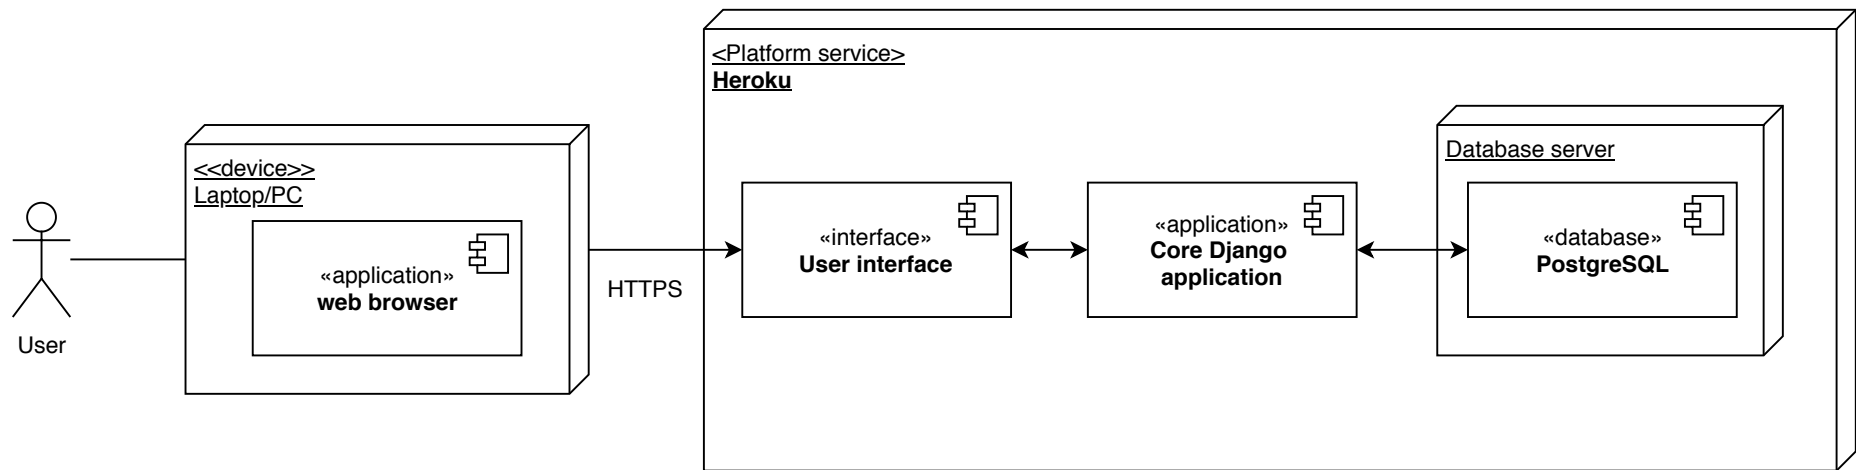 User
<<device>>
Laptop/PC
«application»
web browser
HTTPS
<Platform service>
Heroku
«interface»
User interface
«application»
Core Django
application
Database server
«database»
PostgreSQL